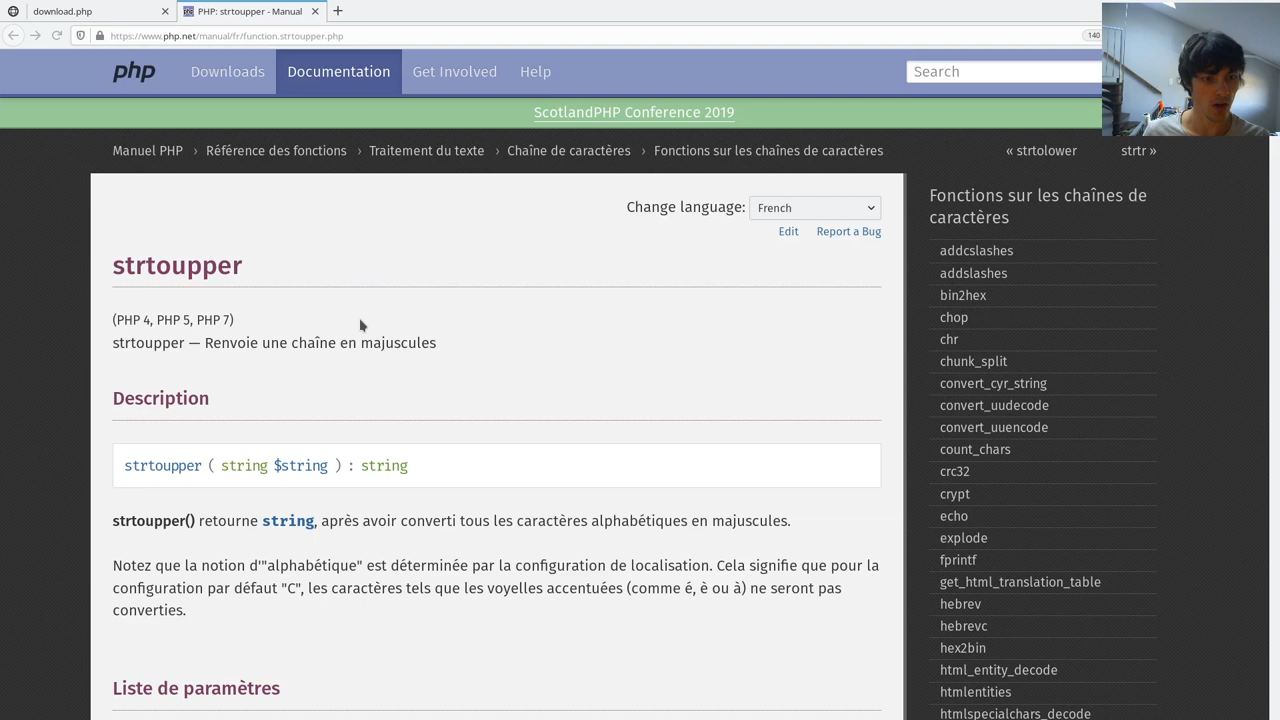 download.php
PHP: strtoupper - Manual
https://www.php.net/manual/fr/function.strtoupper.php
140
php
Downloads
Documentation
Get Involved
Help
Search
ScotlandPHP Conference 2019
Manuel PHP › Référence des fonctions › Traitement du texte › Chaîne de caractères › Fonctions sur les chaînes de caractères
« strtolower
strtr »
Change language: French
Edit
Report a Bug
strtoupper
(PHP 4, PHP 5, PHP 7)
strtoupper — Renvoie une chaîne en majuscules
Description
strtoupper ( string $string ) : string
strtoupper() retourne string, après avoir converti tous les caractères alphabétiques en majuscules.
Notez que la notion d'"alphabétique" est déterminée par la configuration de localisation. Cela signifie que pour la
configuration par défaut "C", les caractères tels que les voyelles accentuées (comme é, è ou à) ne seront pas
converties.
Liste de paramètres
Fonctions sur les chaînes de
caractères
addcslashes
addslashes
bin2hex
chop
chr
chunk_split
convert_cyr_string
convert_uudecode
convert_uuencode
count_chars
crc32
crypt
echo
explode
fprintf
get_html_translation_table
hebrev
hebrevc
hex2bin
html_entity_decode
htmlentities
htmlspecialchars_decode